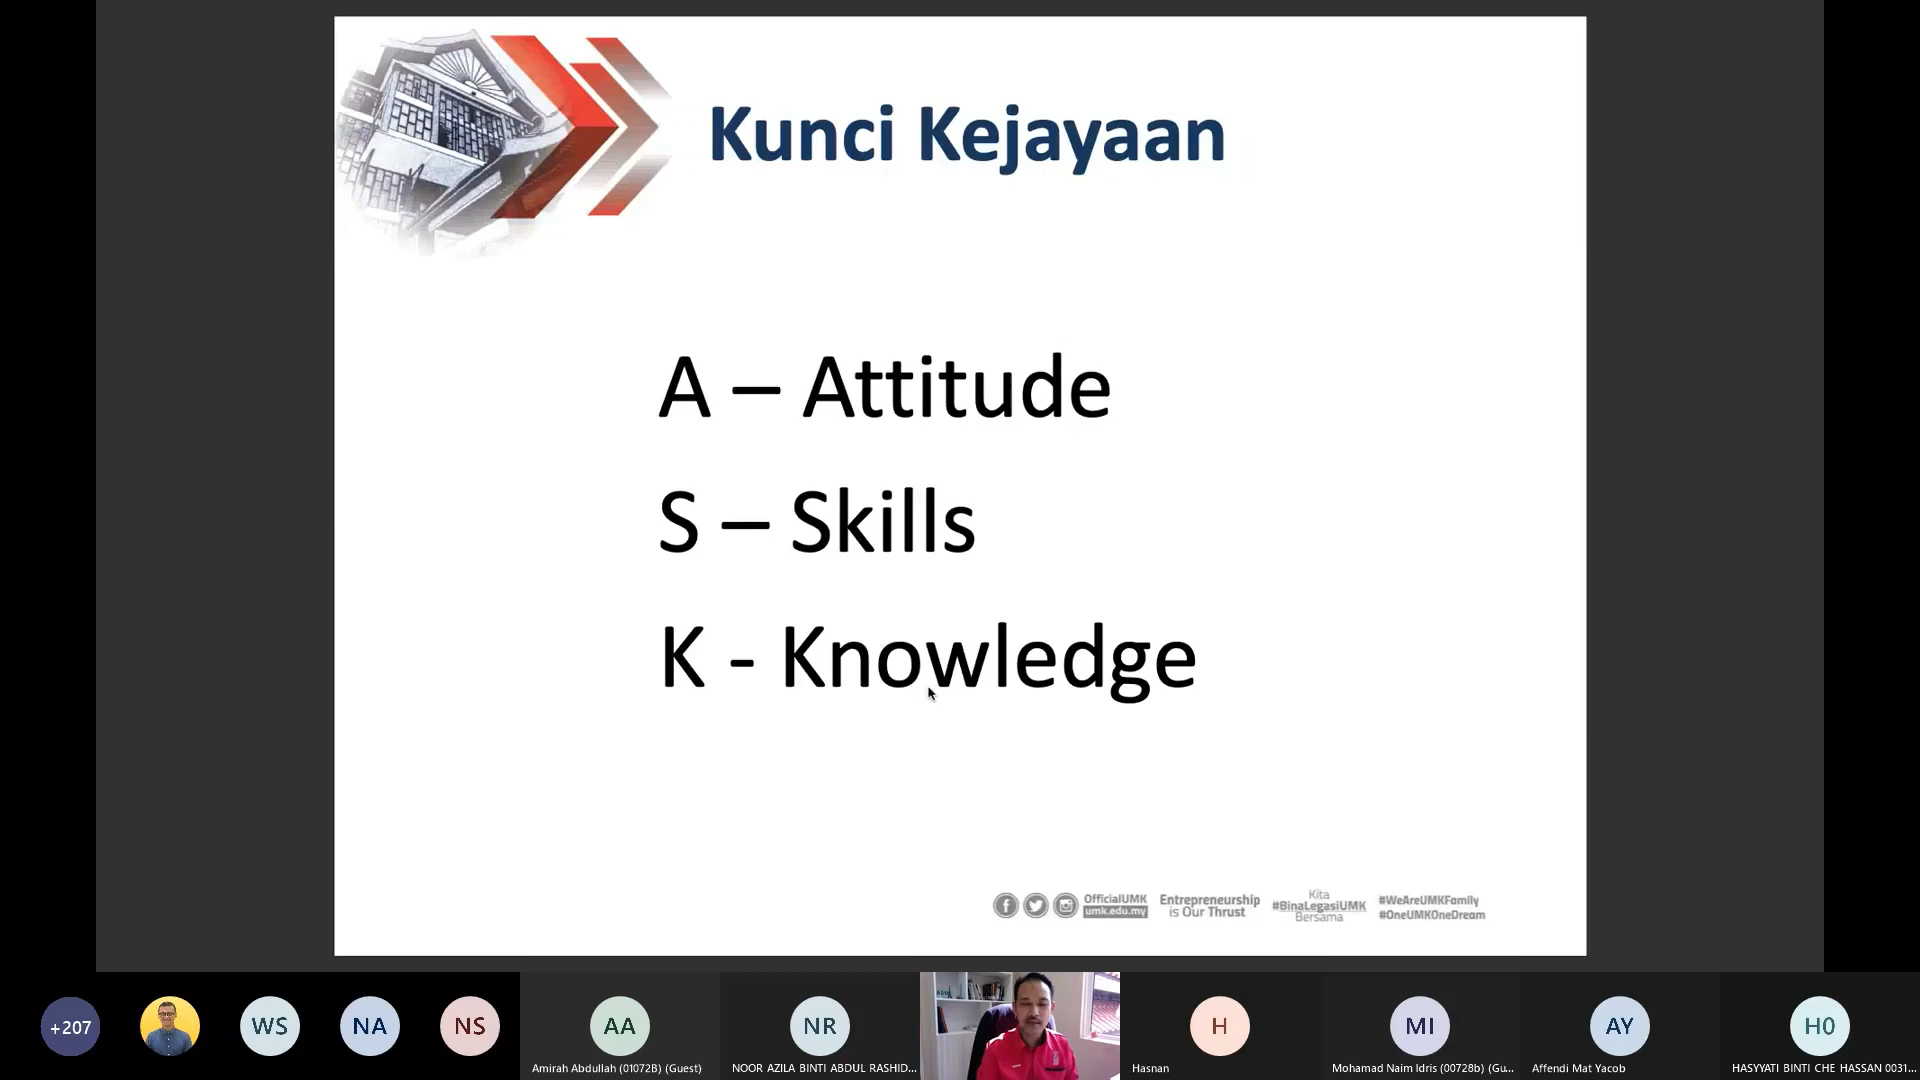 Kunci Kejayaan
A – Attitude
S – Skills
K - Knowledge
OfficialUMK
umk.edu.my
Entrepreneurship
is Our Thrust
Kita
#BinaLegasiUMK
Bersama
#WeAreUMKFamily
#OneUMKOneDream
+207
WS
NA
NS
AA
NR
H
MI
AY
H0
Amirah Abdullah (01072B) (Guest)
NOOR AZILA BINTI ABDUL RASHID...
Hasnan
Mohamad Naim Idris (00728b) (Gu...
Affendi Mat Yacob
HASYYATI BINTI CHE HASSAN 0031...